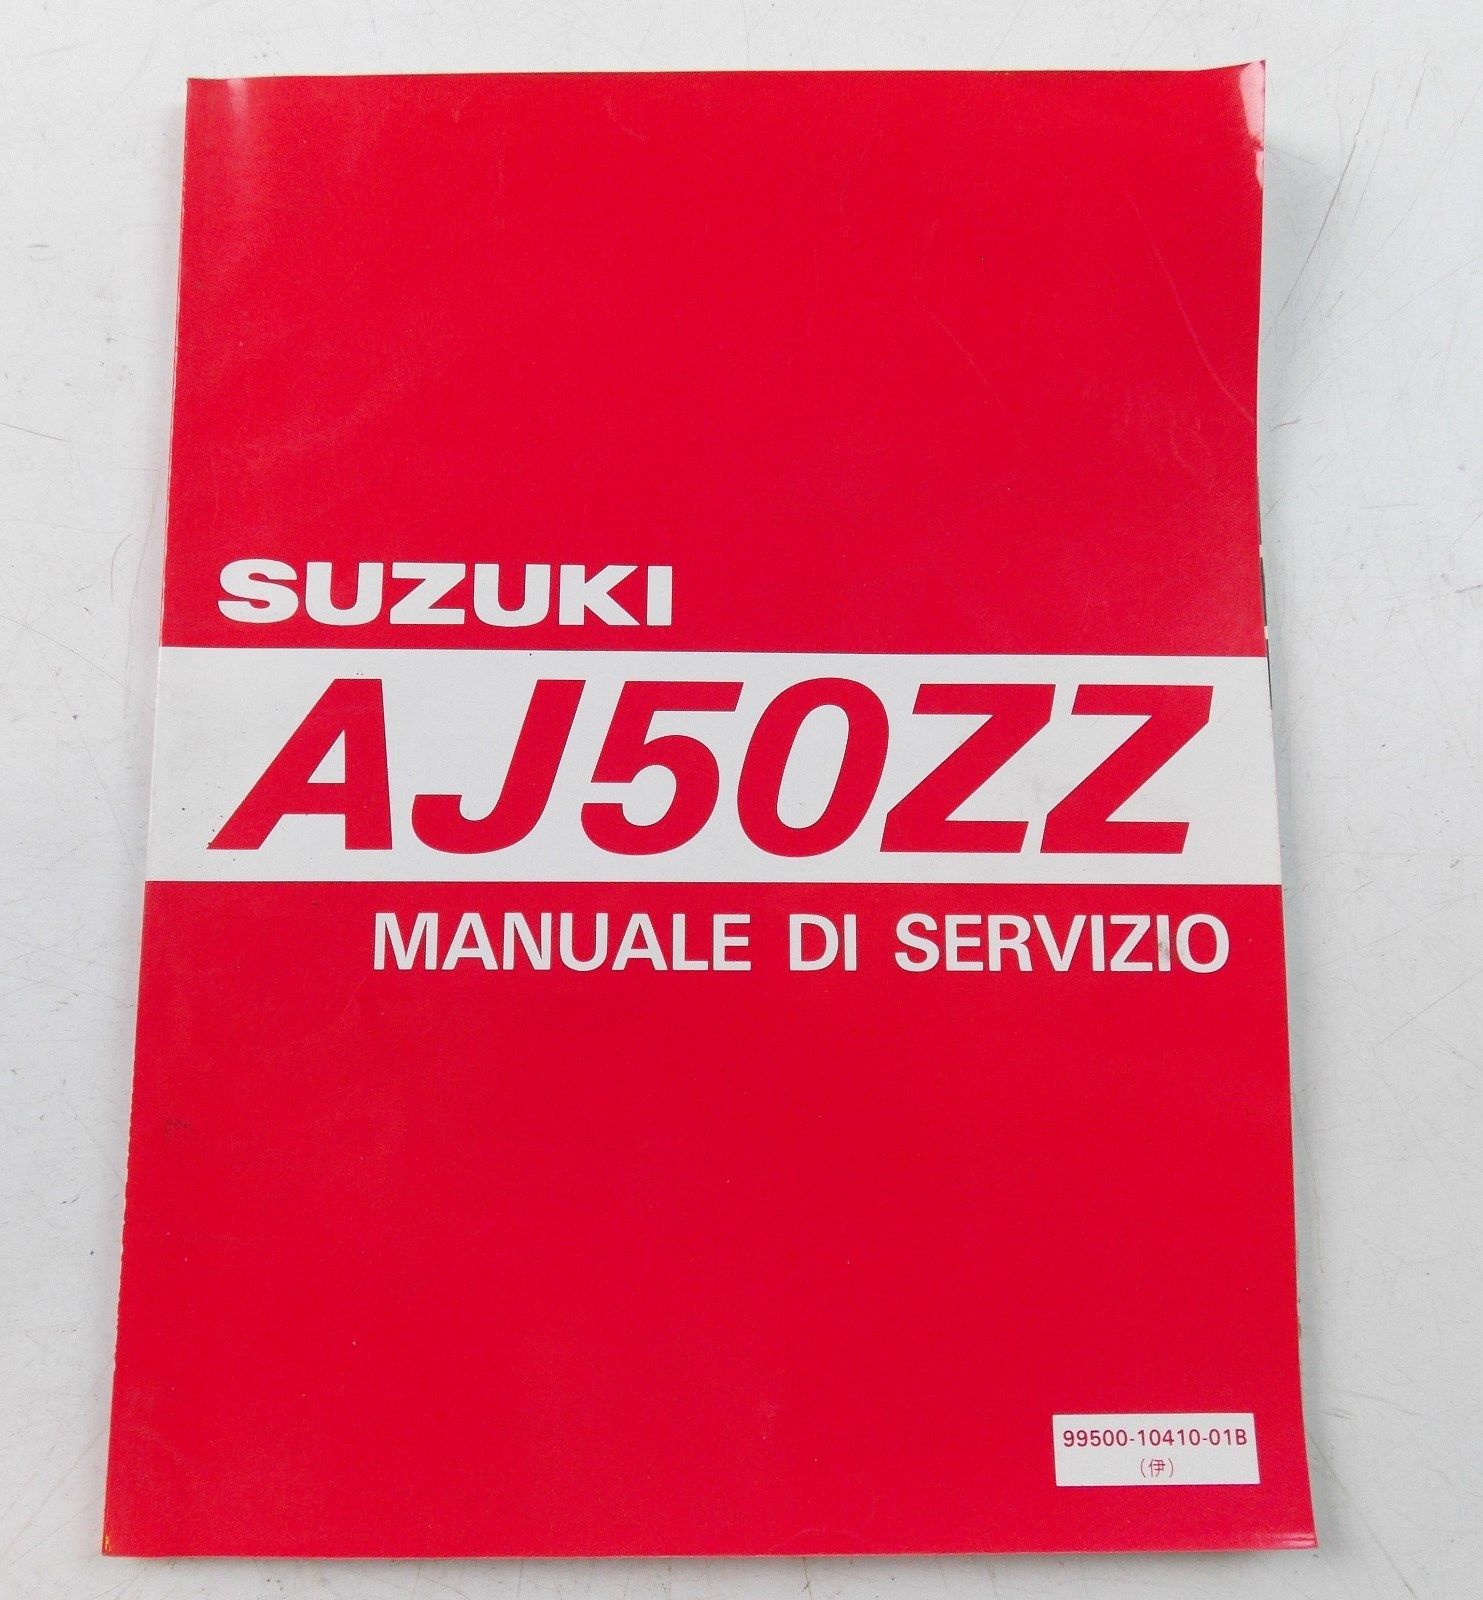 SUZUKI
AJ50ZZ
MANUALE DI SERVIZIO
99500-10410-01B
(伊)